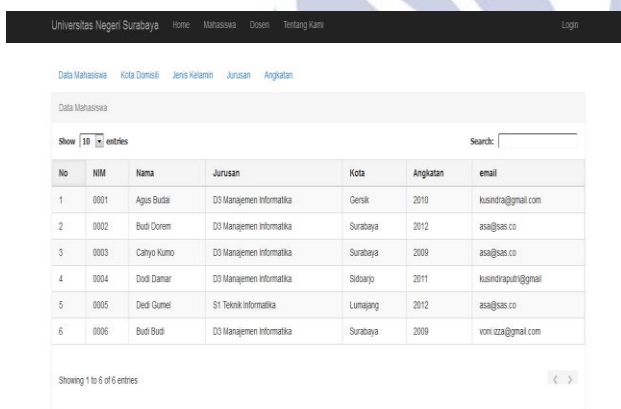 Universitas Negeri Surabaya Home Mahasiswa Dosen Tentang Kami Login
Data Mahasiswa Kota Domisili Jenis Kelamin Jurusan Angkatan
Data Mahasiswa
Show 10 entries Search:
No NIM Nama Jurusan Kota Angkatan email
1 0001 Agus Budai D3 Manajemen Informatika Gersik 2010 kusindra@gmail.com
2 0002 Budi Dorem D3 Manajemen Informatika Surabaya 2012 asa@sas.co
3 0003 Cahyo Kumo D3 Manajemen Informatika Surabaya 2009 asa@sas.co
4 0004 Dodi Damar D3 Manajemen Informatika Sidoarjo 2011 kusindiraputri@gmail
5 0005 Dedi Gumel S1 Teknik Informatika Lumajang 2012 asa@sas.co
6 0006 Budi Budi D3 Manajemen Informatika Surabaya 2009 voni.izza@gmail.com
Showing 1 to 6 of 6 entries